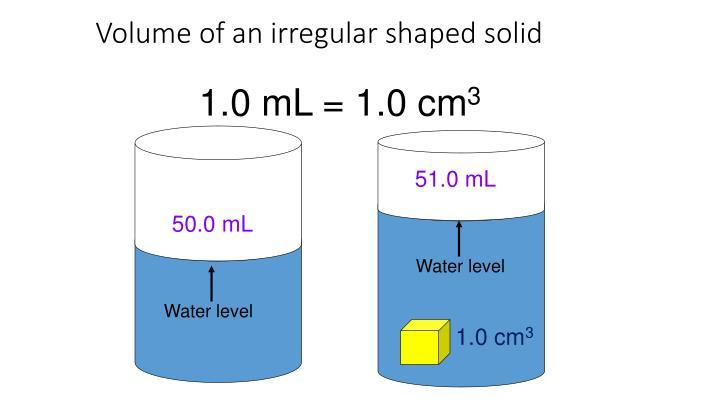 Volume of an irregular shaped solid
1.0 mL = 1.0 cm³
50.0 mL
Water level
51.0 mL
Water level
1.0 cm³